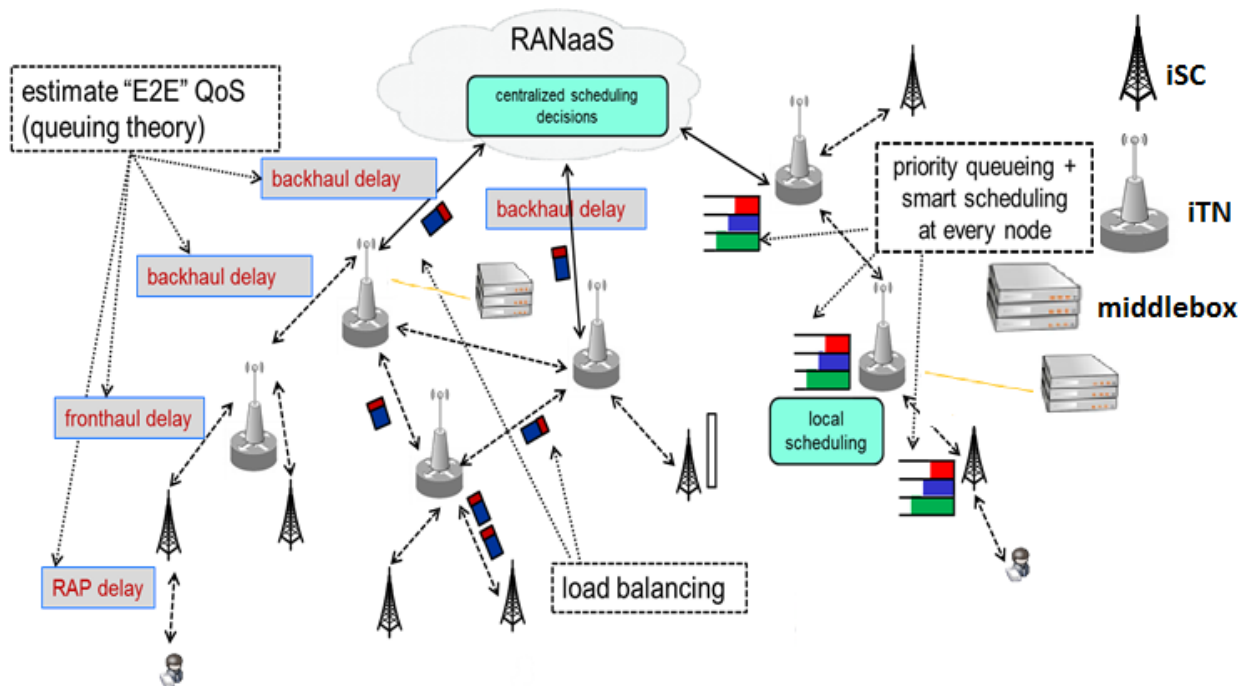 RANaaS
centralized scheduling
decisions
estimate “E2E” QoS
(queuing theory)
iSC
backhaul delay
backhaul delay
priority queueing +
smart scheduling
at every node
iTN
backhaul delay
middlebox
fronthaul delay
local
scheduling
RAP delay
load balancing